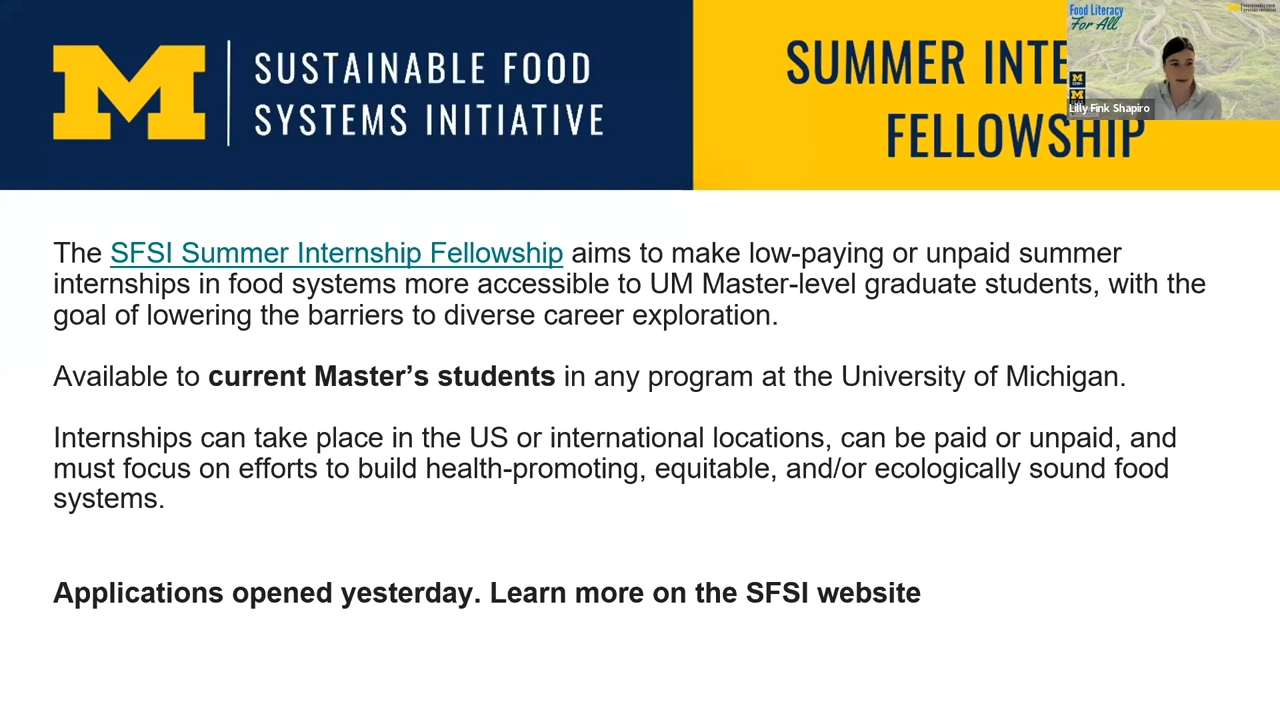 M
SUSTAINABLE FOOD
SYSTEMS INITIATIVE
SUMMER INTE
FELLOWSHIP
Food Literacy
For All
Lilly Fink Shapiro
The SFSI Summer Internship Fellowship aims to make low-paying or unpaid summer
internships in food systems more accessible to UM Master-level graduate students, with the
goal of lowering the barriers to diverse career exploration.
Available to current Master's students in any program at the University of Michigan.
Internships can take place in the US or international locations, can be paid or unpaid, and
must focus on efforts to build health-promoting, equitable, and/or ecologically sound food
systems.
Applications opened yesterday. Learn more on the SFSI website